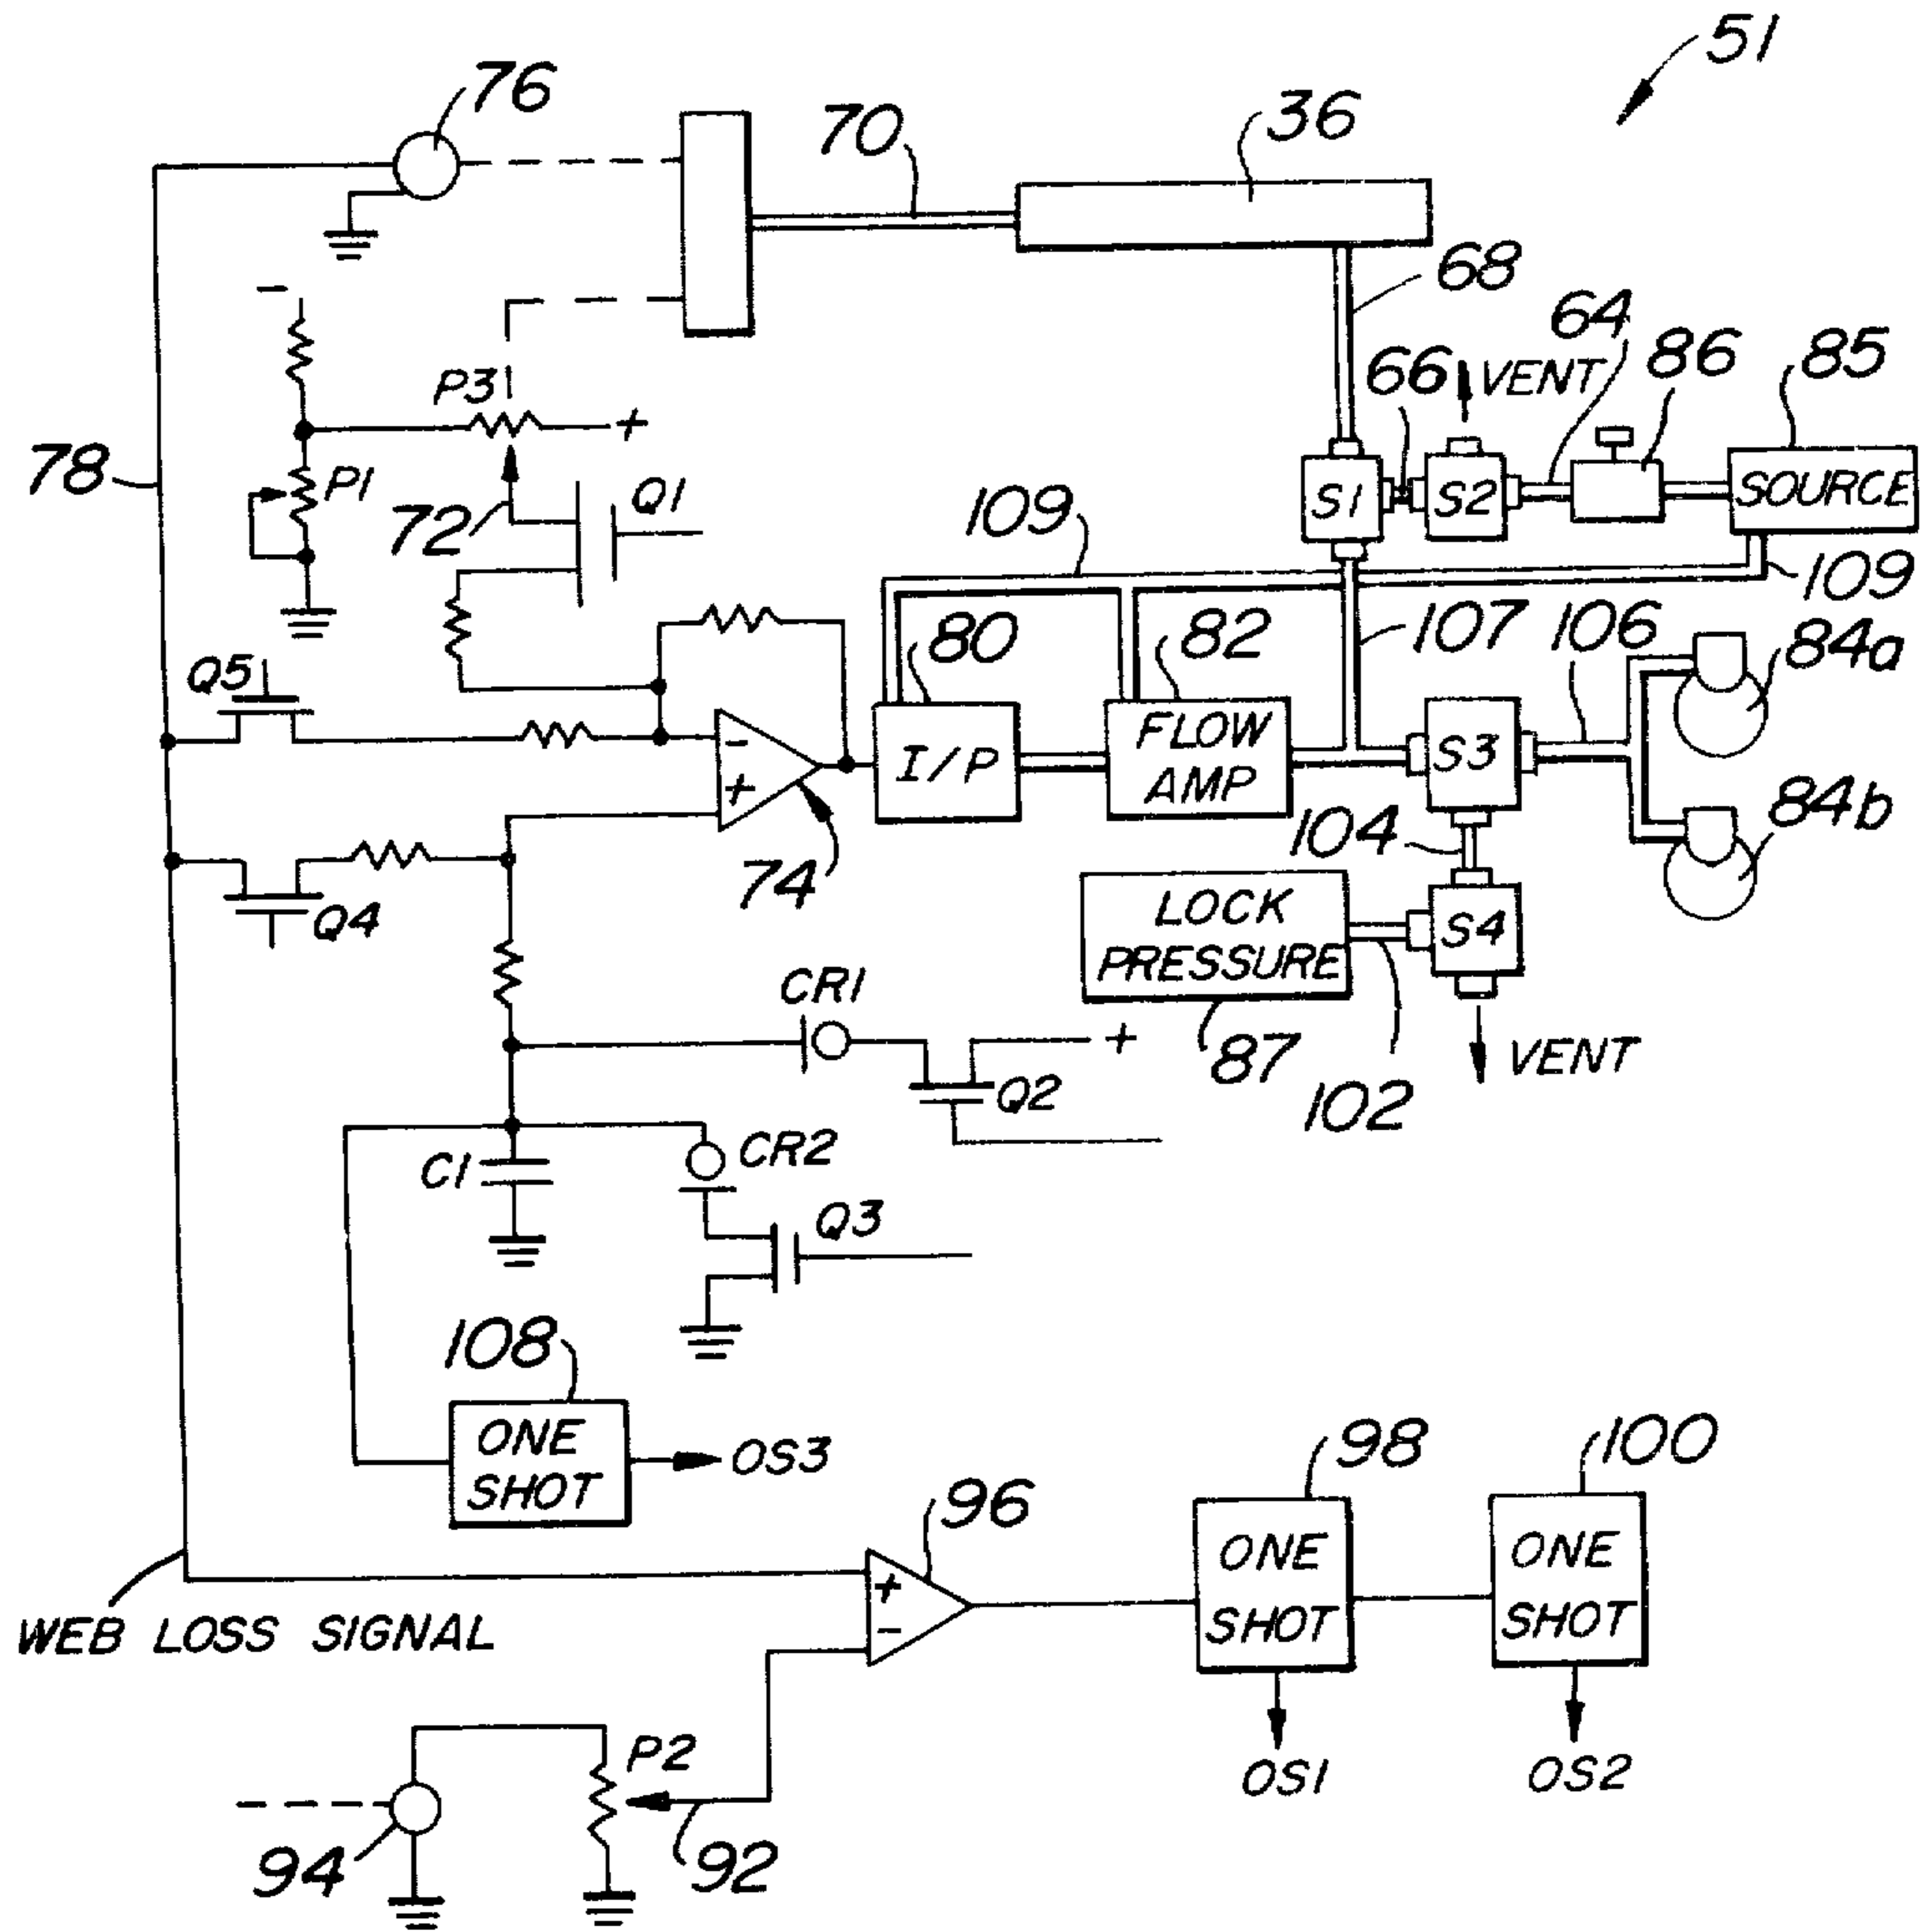 51
76
70
36
68
64
66
VENT
86
85
-
P3
+
78
P1
72
Q1
109
S1
S2
SOURCE
109
80
82
107
106
84a
Q5
-
+
74
I/P
FLOW
AMP
S3
84b
104
Q4
LOCK
PRESSURE
S4
CR1
+
Q2
87
102
VENT
C1
CR2
Q3
108
ONE
SHOT
OS3
96
98
100
+
-
ONE
SHOT
ONE
SHOT
WEB LOSS SIGNAL
P2
OS1
OS2
94
92